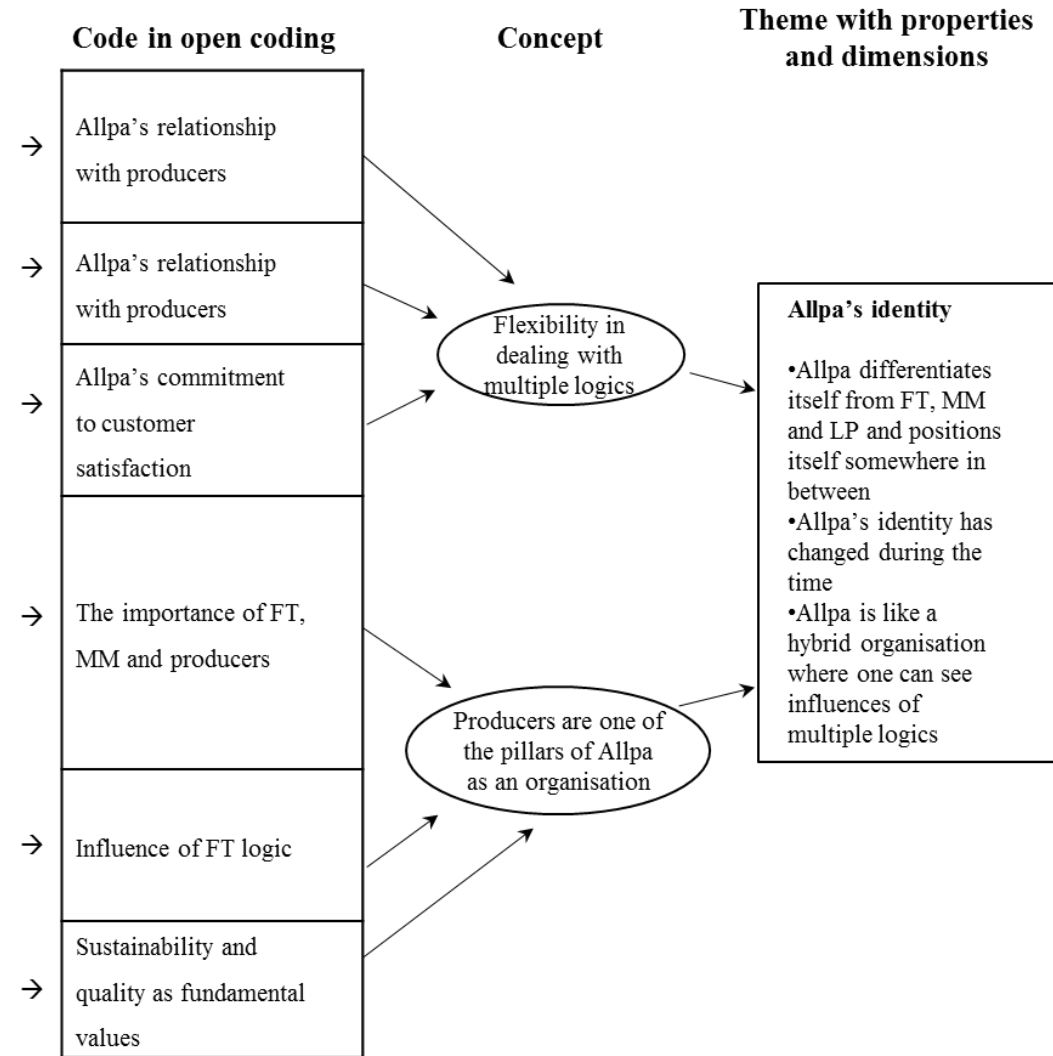 Code in open coding
Concept
Theme with properties
and dimensions
→
Allpa's relationship
with producers
→
Allpa's relationship
with producers
→
Allpa's commitment
to customer
satisfaction
→
The importance of FT,
MM and producers
→
Influence of FT logic
→
Sustainability and
quality as fundamental
values
Flexibility in
dealing with
multiple logics
Producers are one of
the pillars of Allpa
as an organisation
Allpa's identity
•Allpa differentiates
itself from FT, MM
and LP and positions
itself somewhere in
between
•Allpa's identity has
changed during the
time
•Allpa is like a
hybrid organisation
where one can see
influences of
multiple logics